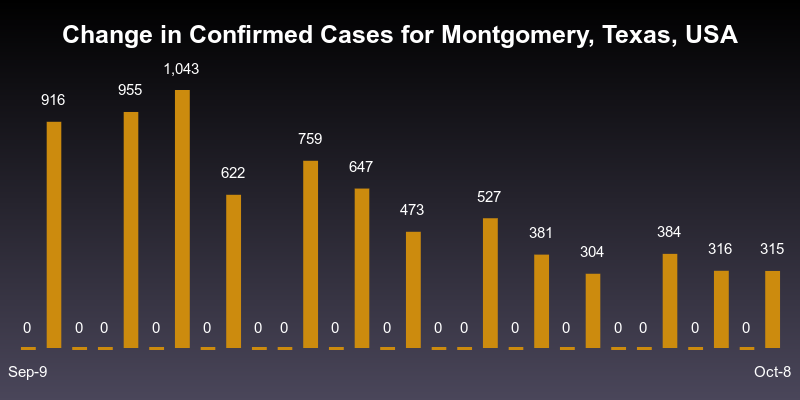 Change in Confirmed Cases for Montgomery, Texas, USA
0 916 0 0 955 0 1,043 0 622 0 0 759 0 647 0 473 0 0 527 0 381 0 304 0 0 384 0 316 0 315
Sep-9 Oct-8